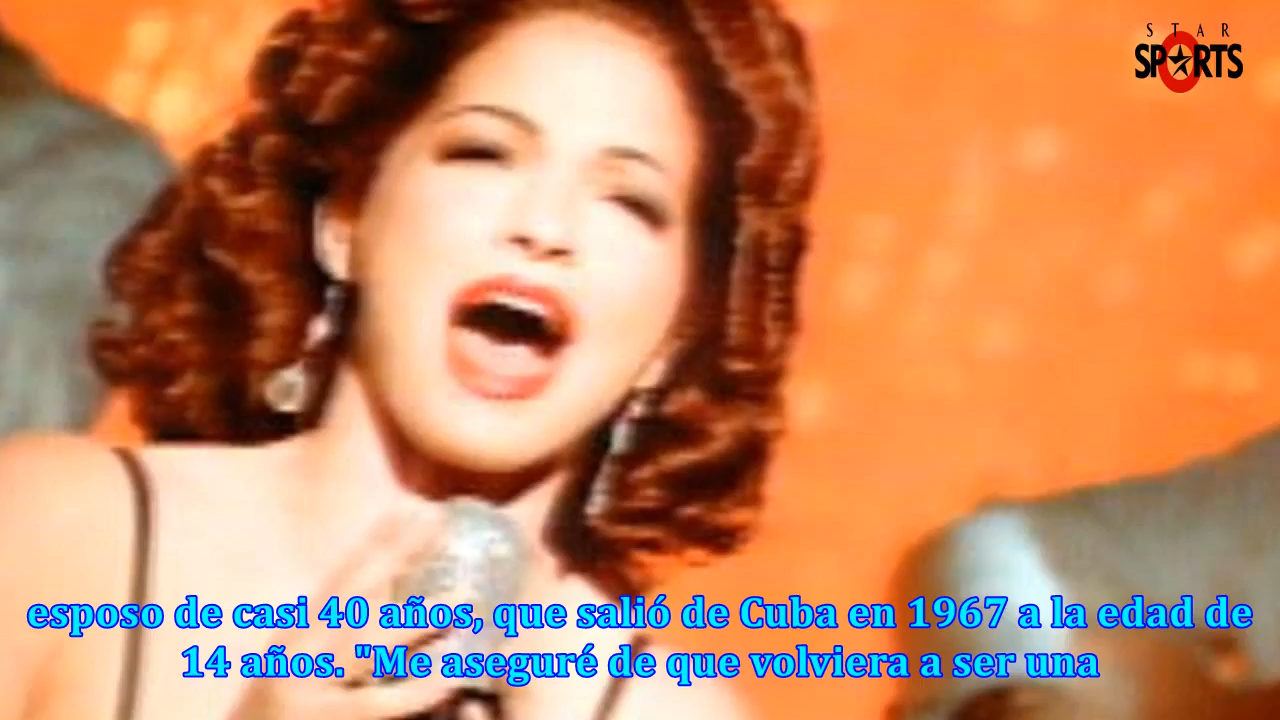 STAR
SPORTS
esposo de casi 40 años, que salió de Cuba en 1967 a la edad de
14 años. "Me aseguré de que volviera a ser una